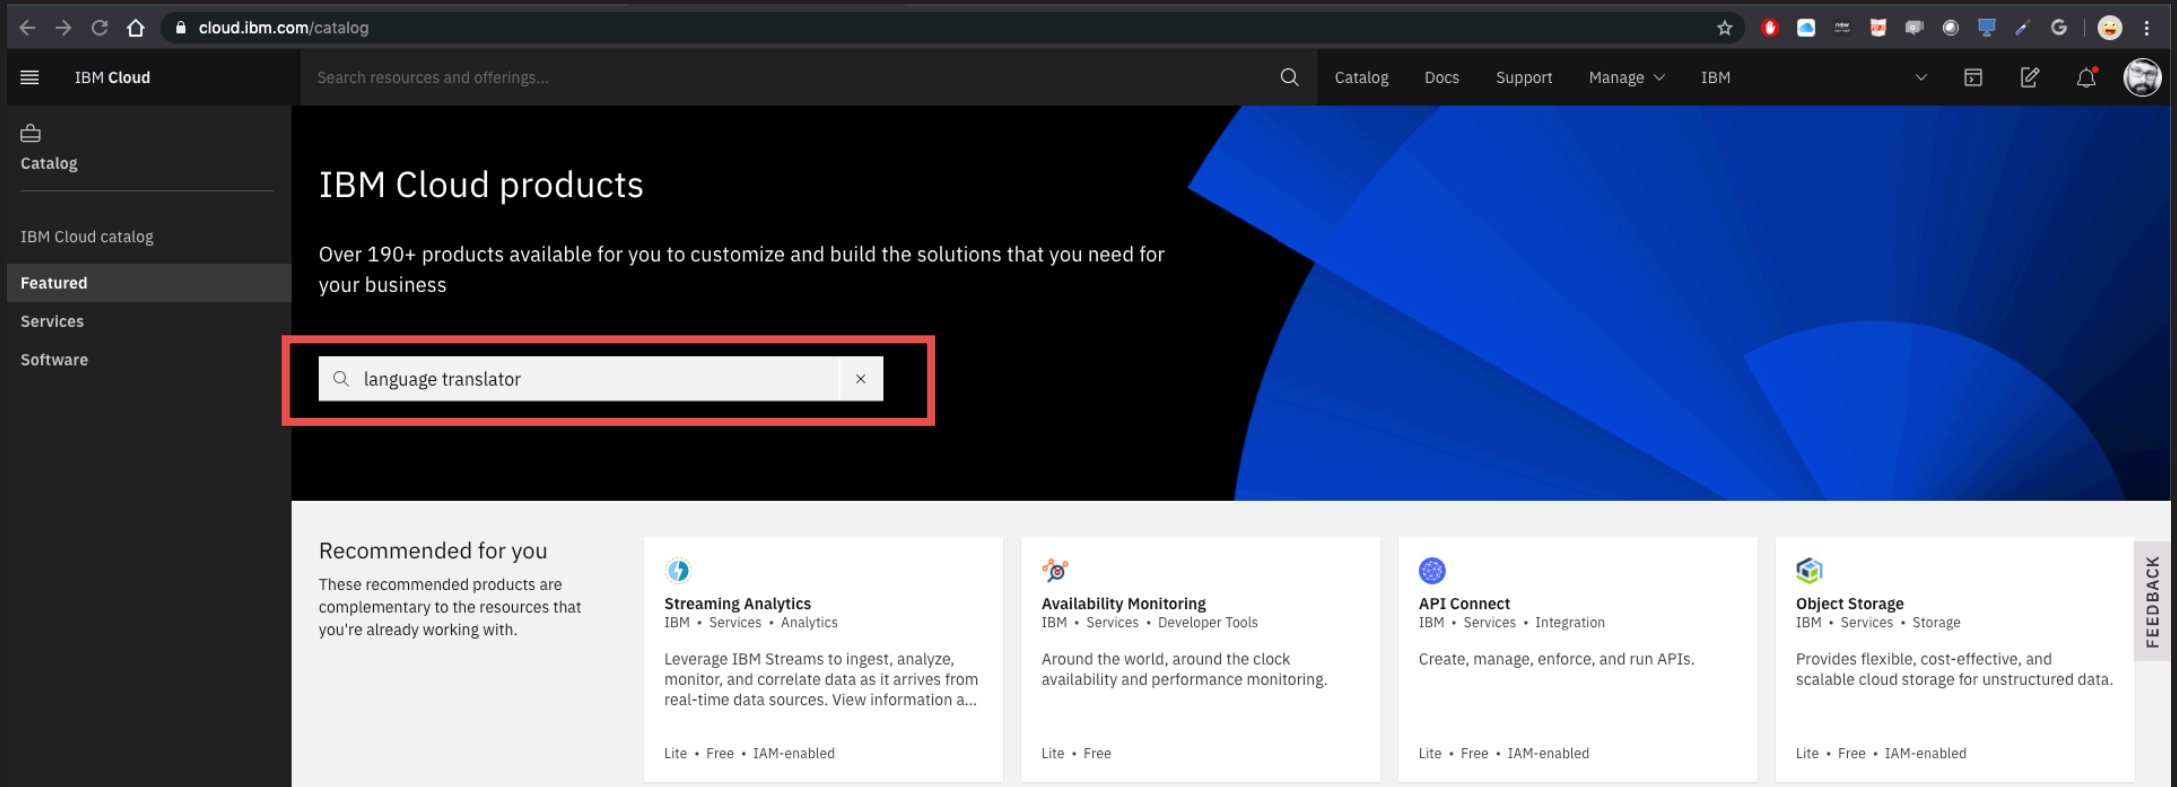 cloud.ibm.com/catalog
IBM Cloud
Search resources and offerings...
Catalog
Docs
Support
Manage
IBM
Catalog
IBM Cloud catalog
Featured
Services
Software
IBM Cloud products
Over 190+ products available for you to customize and build the solutions that you need for
your business
language translator
Recommended for you
These recommended products are
complementary to the resources that
you're already working with.
Streaming Analytics
IBM • Services • Analytics
Leverage IBM Streams to ingest, analyze,
monitor, and correlate data as it arrives from
real-time data sources. View information a...
Lite • Free • IAM-enabled
Availability Monitoring
IBM • Services • Developer Tools
Around the world, around the clock
availability and performance monitoring.
Lite • Free
API Connect
IBM • Services • Integration
Create, manage, enforce, and run APIs.
Lite • Free • IAM-enabled
Object Storage
IBM • Services • Storage
Provides flexible, cost-effective, and
scalable cloud storage for unstructured data.
Lite • Free • IAM-enabled
FEEDBACK